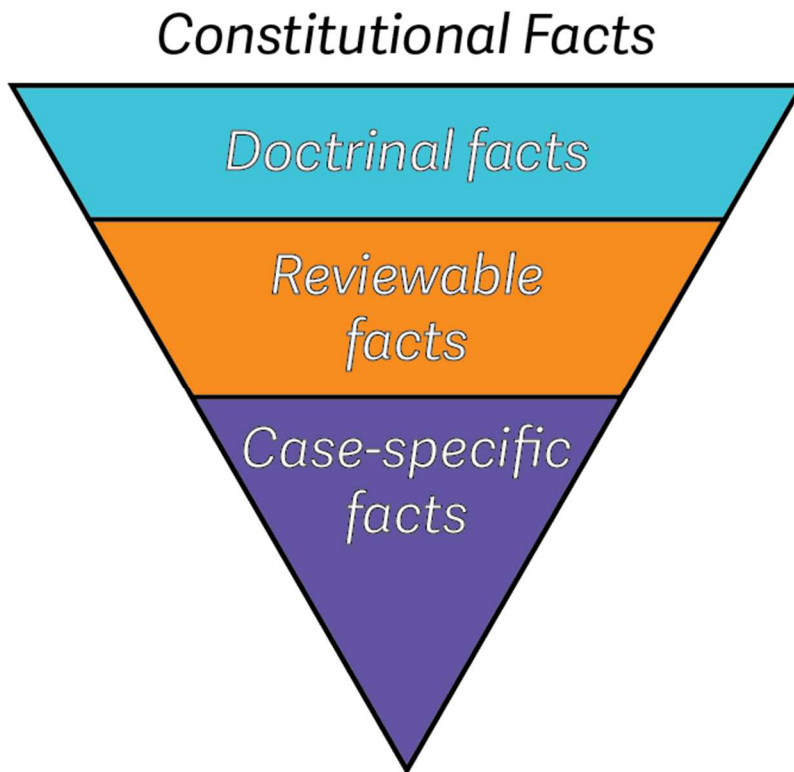 Constitutional Facts
Doctrinal facts
Reviewable
facts
Case-specific
facts